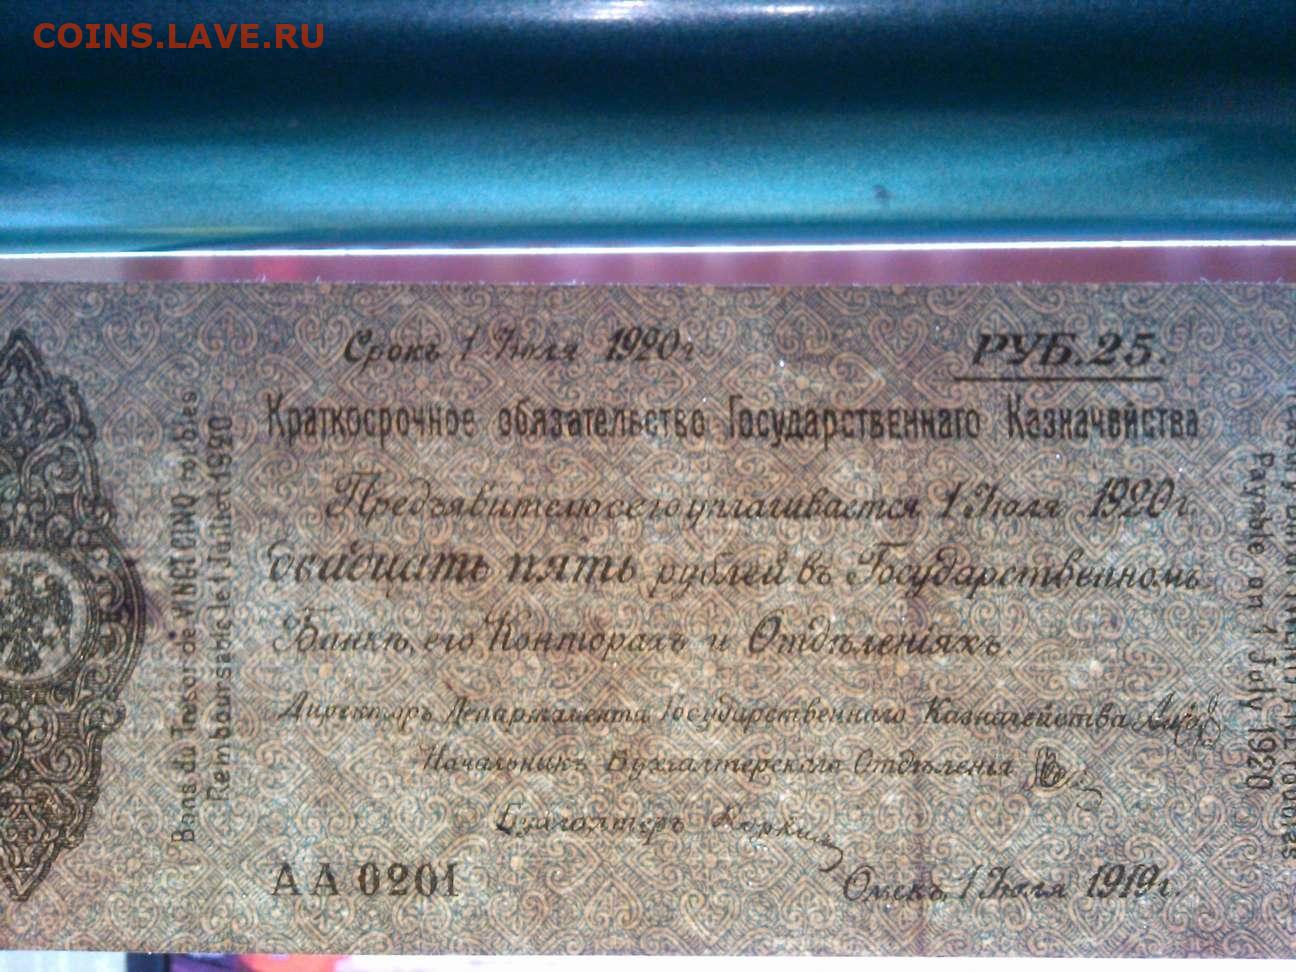 COINS.LAVE.RU
Срокъ 1 Іюля 1920 г.
РУБ.25.
Краткосрочное обязательство Государственнаго Казначейства
Предъявителю сего уплачивается 1 Іюля 1920 г.
двадцать пять рублей въ Государственномъ
Банкѣ, его Конторахъ и Отдѣленіяхъ.
Директоръ Департамента Государственнаго Казначейства
Начальникъ Бухгалтерскаго Отдѣленія
Бухгалтеръ
АА 0201
Омскъ, 1 Іюля 1919 г.
Bons du Tresor de VINGT CINQ roubles
Remboursable le 1 Juillet 1920
roubles
Payable on 1 July 1920